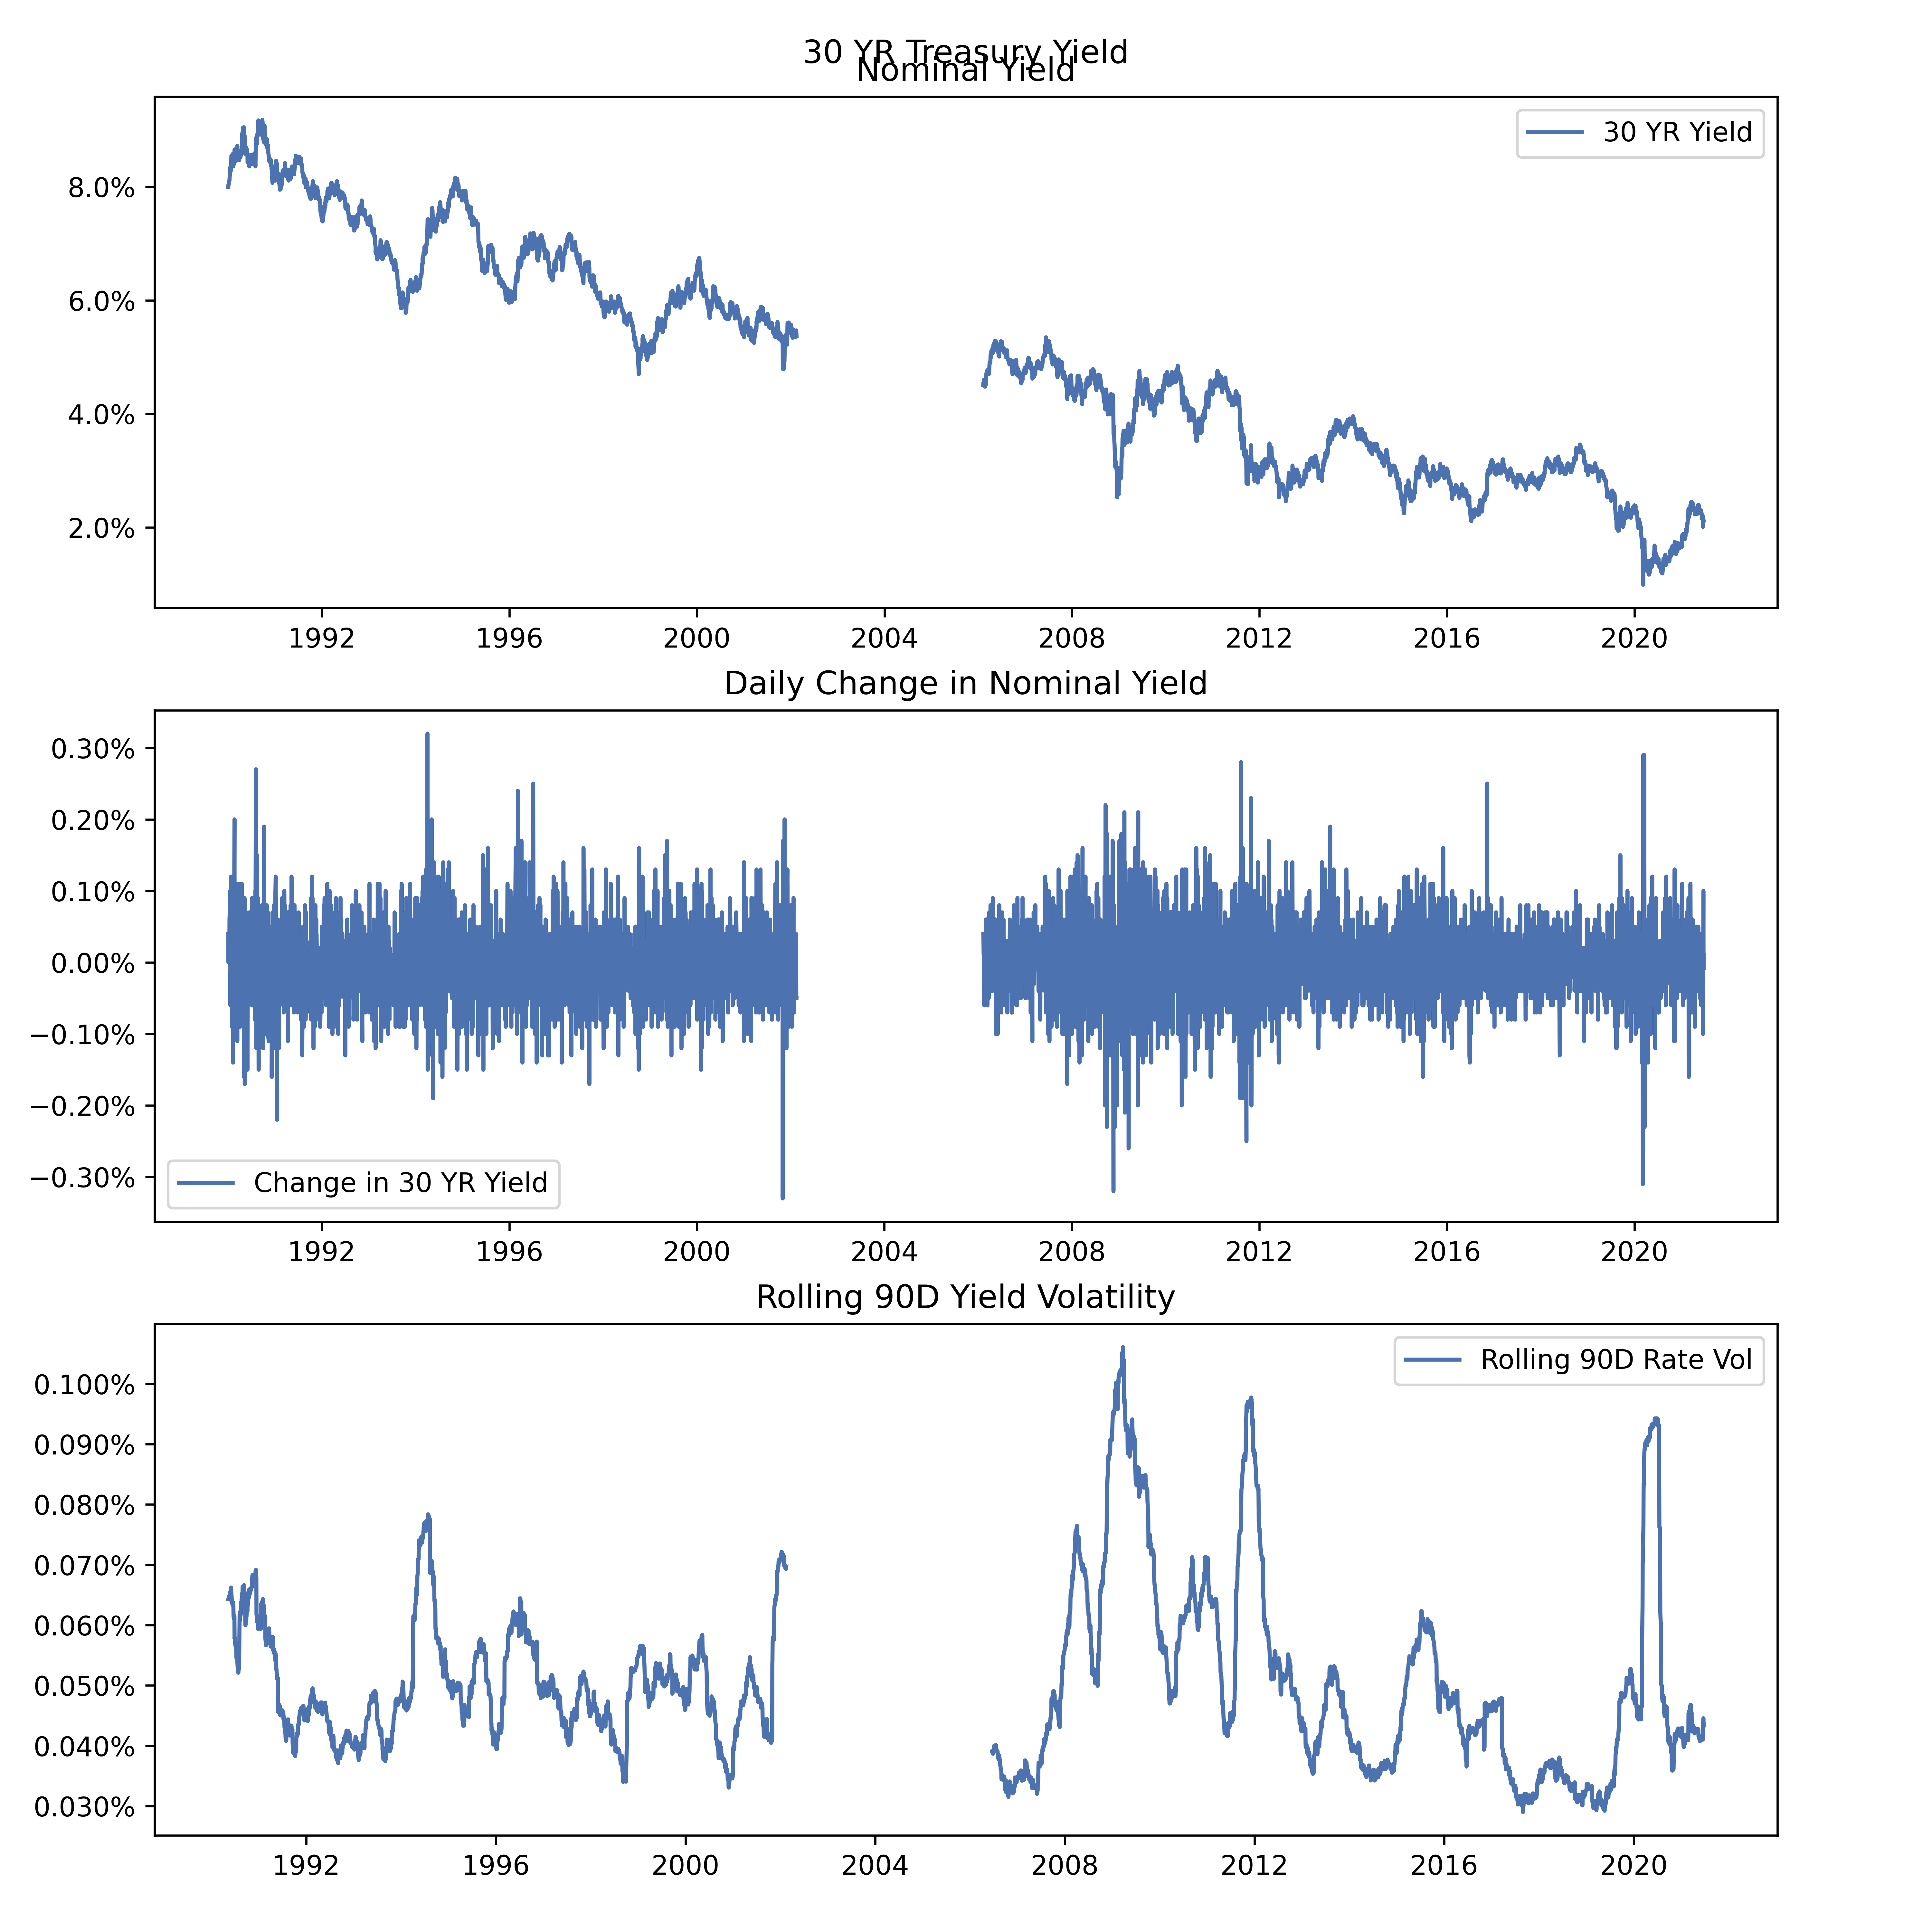 30 YR Treasury Yield
Nominal Yield
30 YR Yield
8.0%
6.0%
4.0%
2.0%
1992 1996 2000 2004 2008 2012 2016 2020
Daily Change in Nominal Yield
0.30%
0.20%
0.10%
0.00%
−0.10%
−0.20%
−0.30%
Change in 30 YR Yield
1992 1996 2000 2004 2008 2012 2016 2020
Rolling 90D Yield Volatility
Rolling 90D Rate Vol
0.100%
0.090%
0.080%
0.070%
0.060%
0.050%
0.040%
0.030%
1992 1996 2000 2004 2008 2012 2016 2020